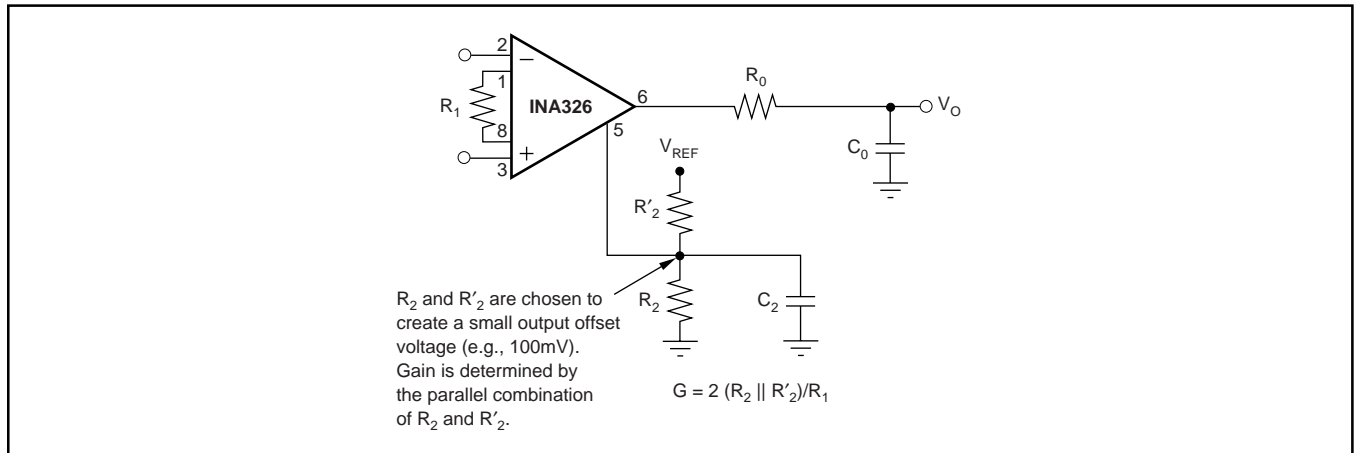 2
−
1
R₁
INA326
8
+
3
6
5
R₀
V_O
C₀
V_REF
R′₂
R₂ and R′₂ are chosen to
create a small output offset
voltage (e.g., 100mV).
Gain is determined by
the parallel combination
of R₂ and R′₂.
R₂
C₂
G = 2 (R₂ || R′₂)/R₁